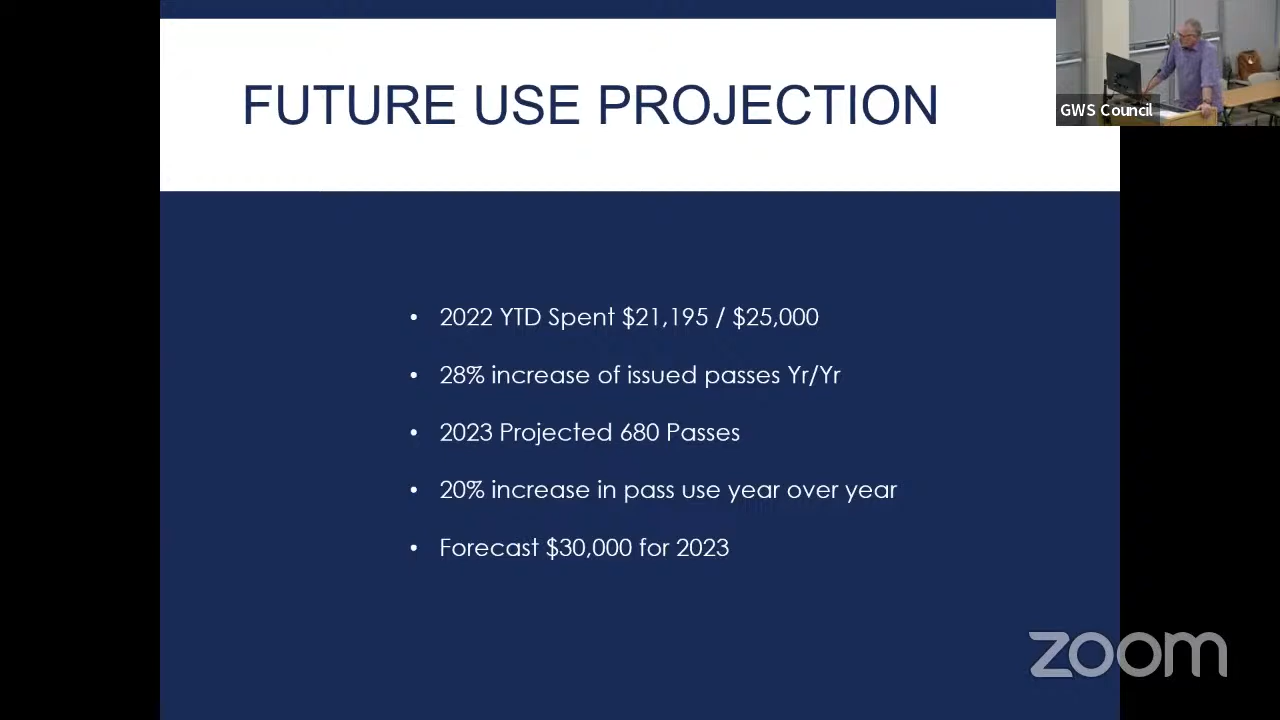 FUTURE USE PROJECTION
GWS Council
• 2022 YTD Spent $21,195 / $25,000
• 28% increase of issued passes Yr/Yr
• 2023 Projected 680 Passes
• 20% increase in pass use year over year
• Forecast $30,000 for 2023
zoom